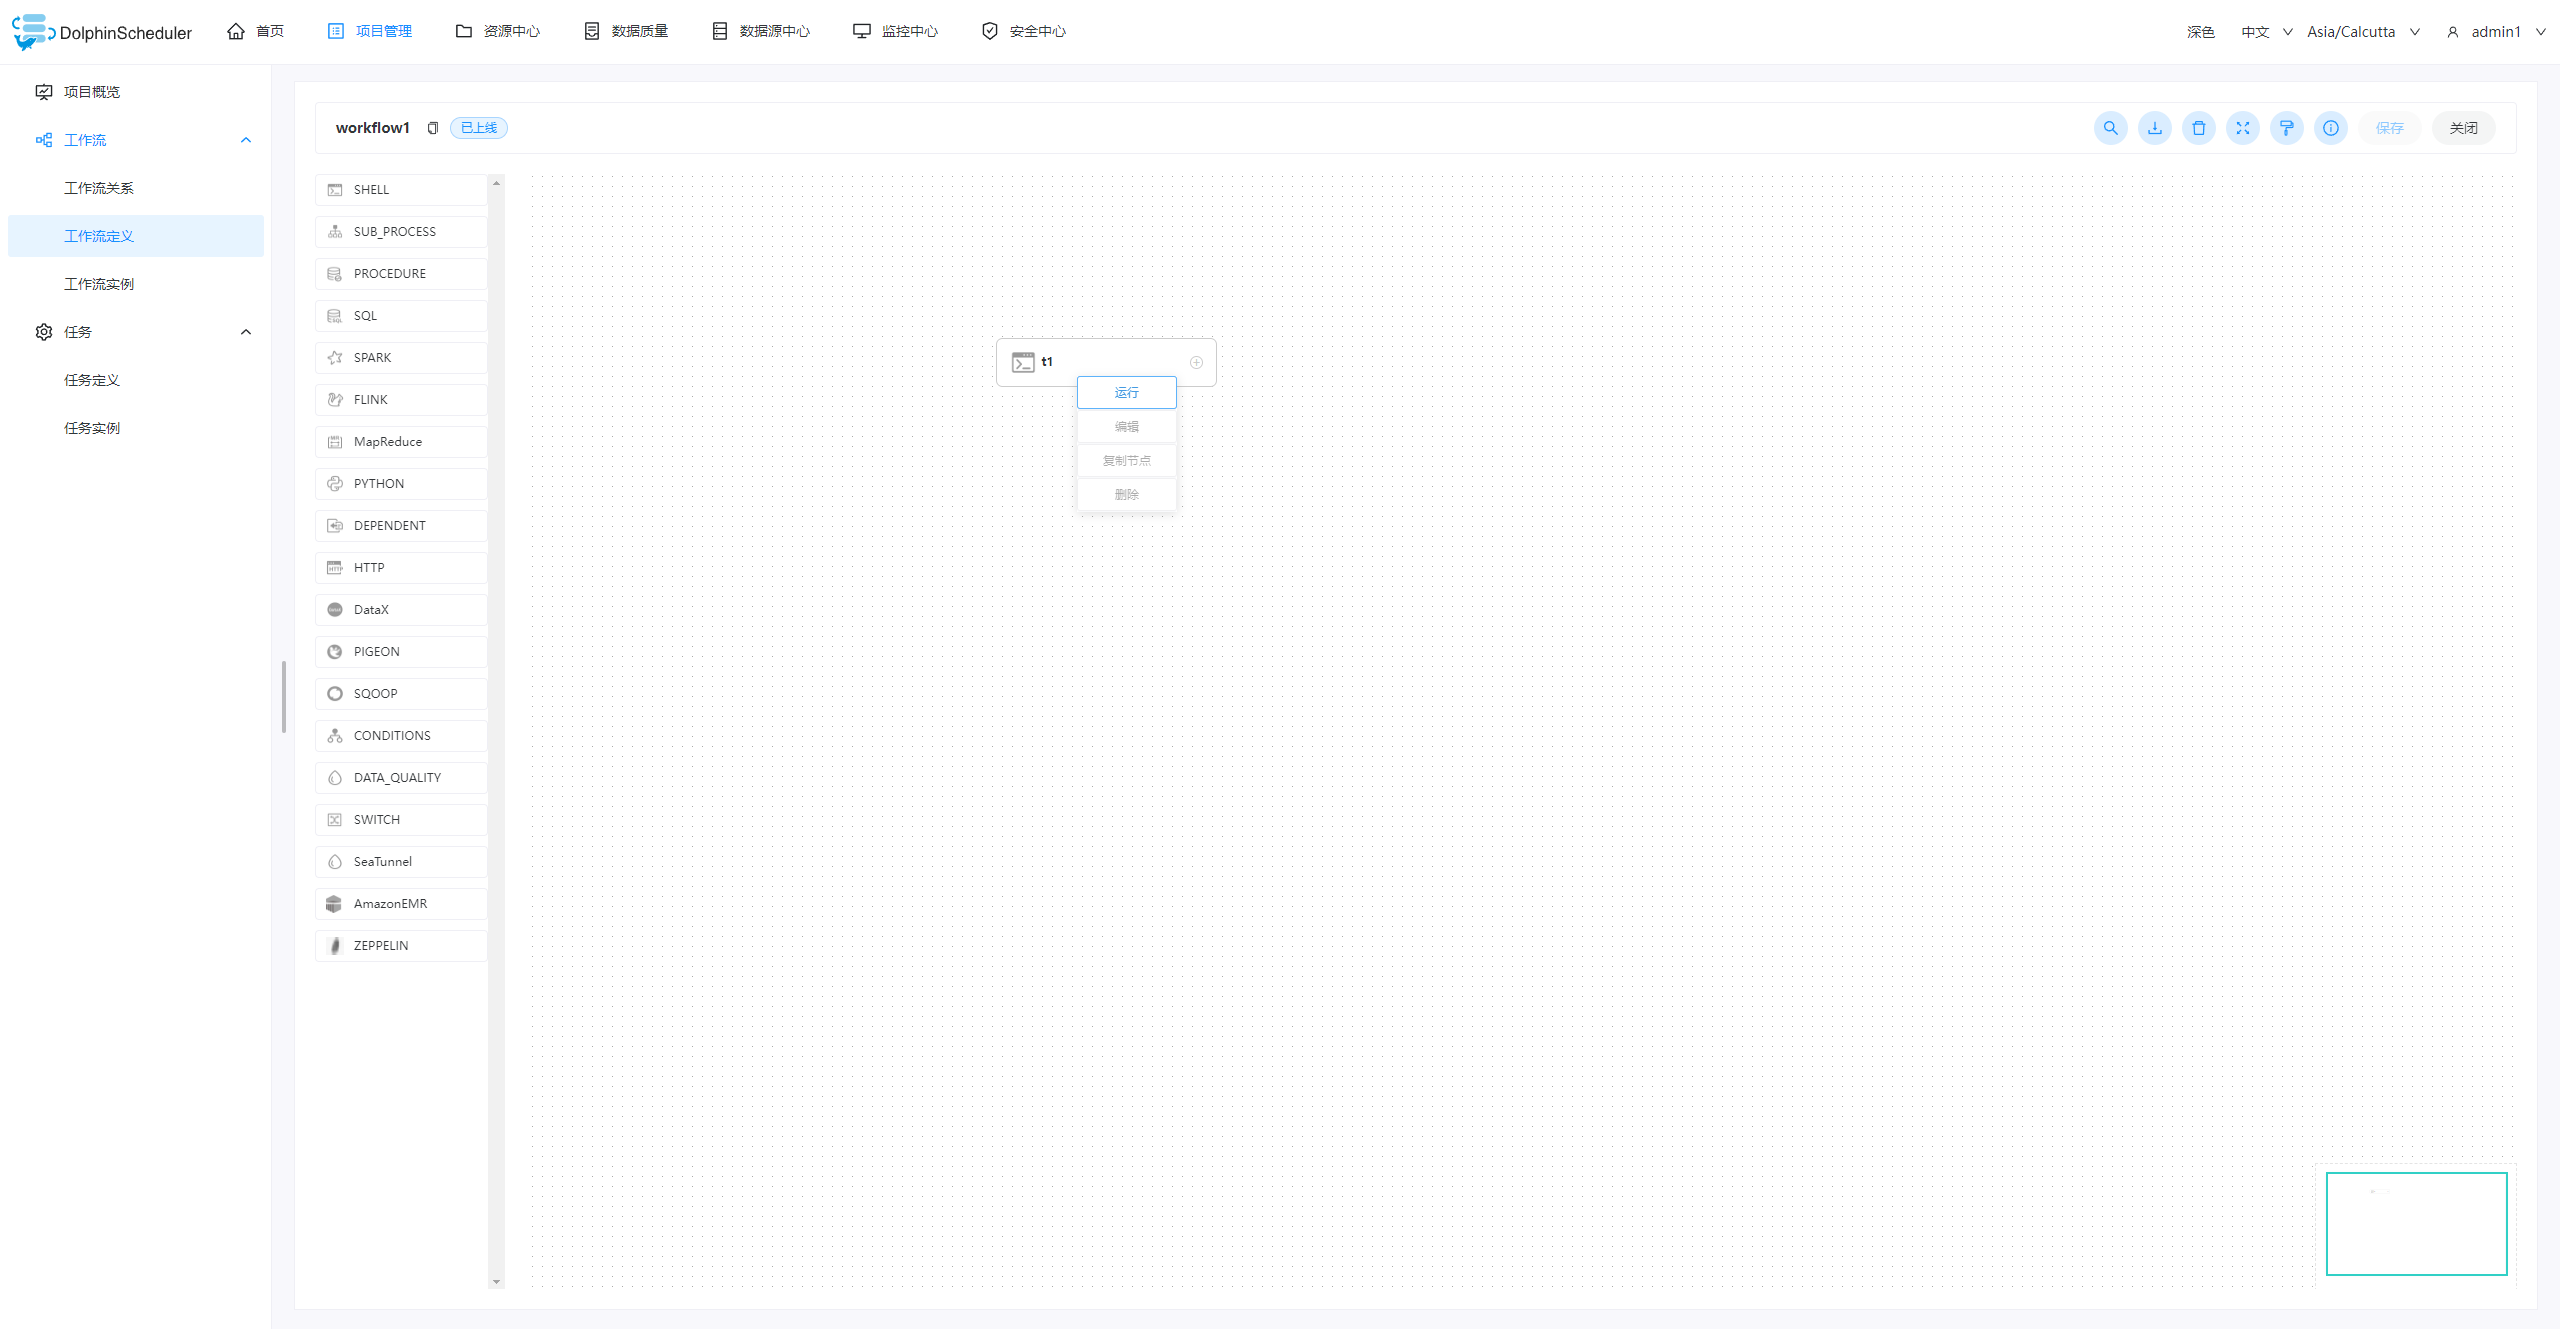 DolphinScheduler 首页 项目管理 资源中心 数据质量 数据源中心 监控中心 安全中心 深色 中文 Asia/Calcutta admin1
项目概览
工作流
工作流关系
工作流定义
工作流实例
任务
任务定义
任务实例
workflow1 已上线 保存 关闭
SHELL
SUB_PROCESS
PROCEDURE
SQL
SPARK
FLINK
MapReduce
PYTHON
DEPENDENT
HTTP
DataX
PIGEON
SQOOP
CONDITIONS
DATA_QUALITY
SWITCH
SeaTunnel
AmazonEMR
ZEPPELIN
t1
运行
编辑
复制节点
删除